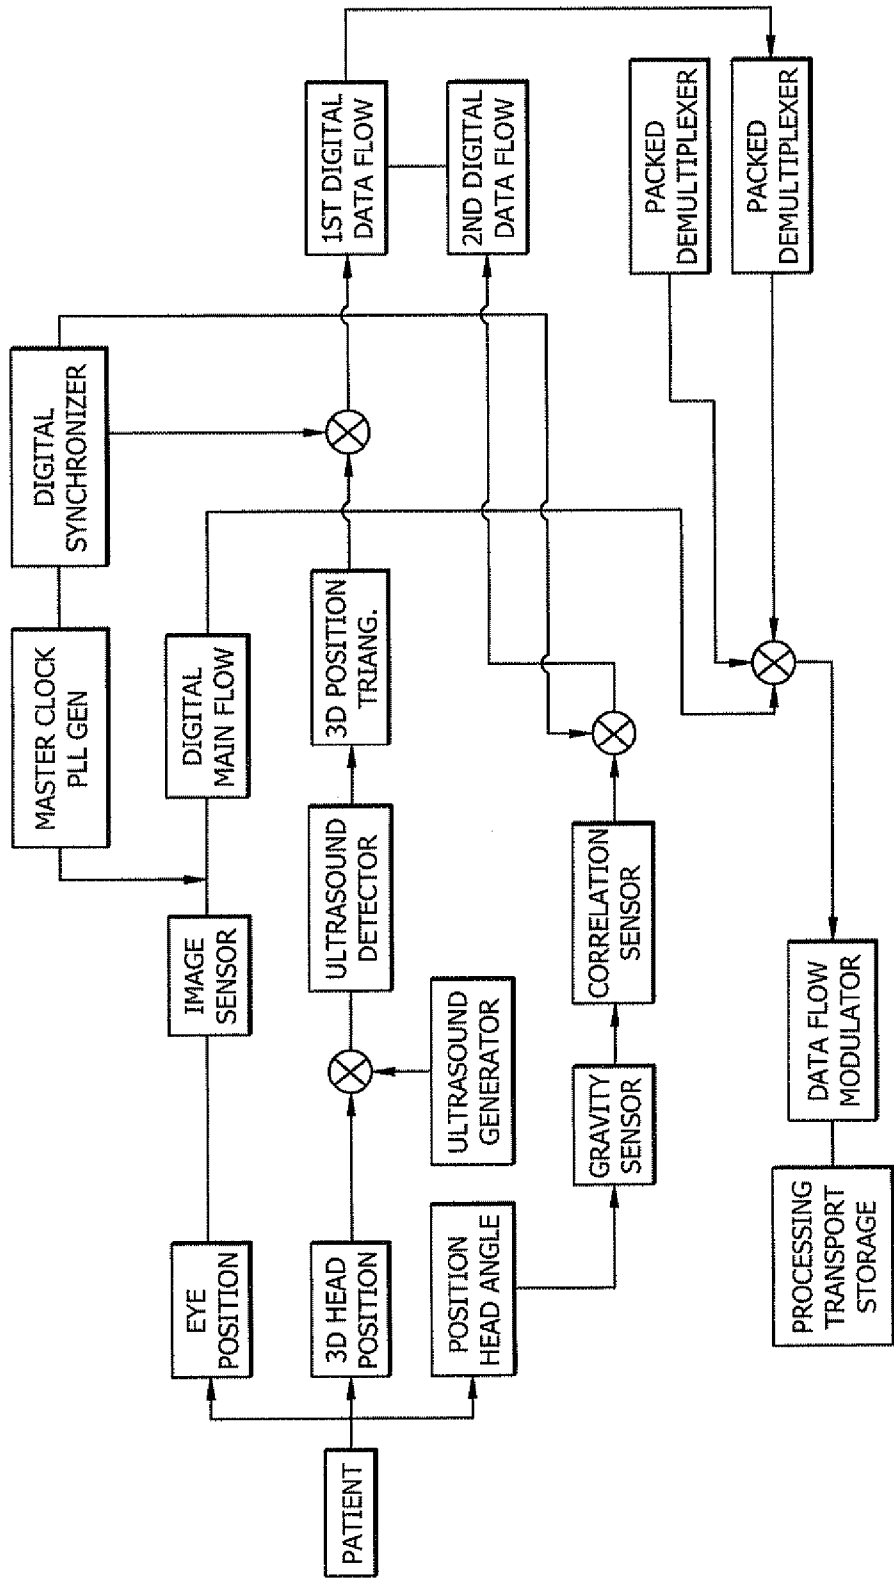 MASTER CLOCK
PLL GEN
DIGITAL
SYNCHRONIZER
EYE
POSITION
IMAGE
SENSOR
DIGITAL
MAIN FLOW
PATIENT
3D HEAD
POSITION
ULTRASOUND
DETECTOR
3D POSITION
TRIANG.
1ST DIGITAL
DATA FLOW
POSITION
HEAD ANGLE
ULTRASOUND
GENERATOR
2ND DIGITAL
DATA FLOW
GRAVITY
SENSOR
CORRELATION
SENSOR
PACKED
DEMULTIPLEXER
PACKED
DEMULTIPLEXER
PROCESSING
TRANSPORT
STORAGE
DATA FLOW
MODULATOR